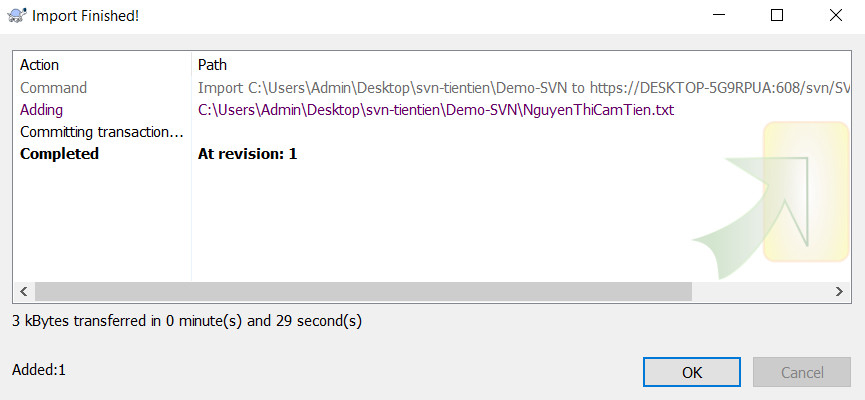 Import Finished!
Action Path
Command Import C:\Users\Admin\Desktop\svn-tientien\Demo-SVN to https://DESKTOP-5G9RPUA:608/svn/SV
Adding C:\Users\Admin\Desktop\svn-tientien\Demo-SVN\NguyenThiCamTien.txt
Committing transaction...
Completed At revision: 1
3 kBytes transferred in 0 minute(s) and 29 second(s)
Added:1
OK Cancel